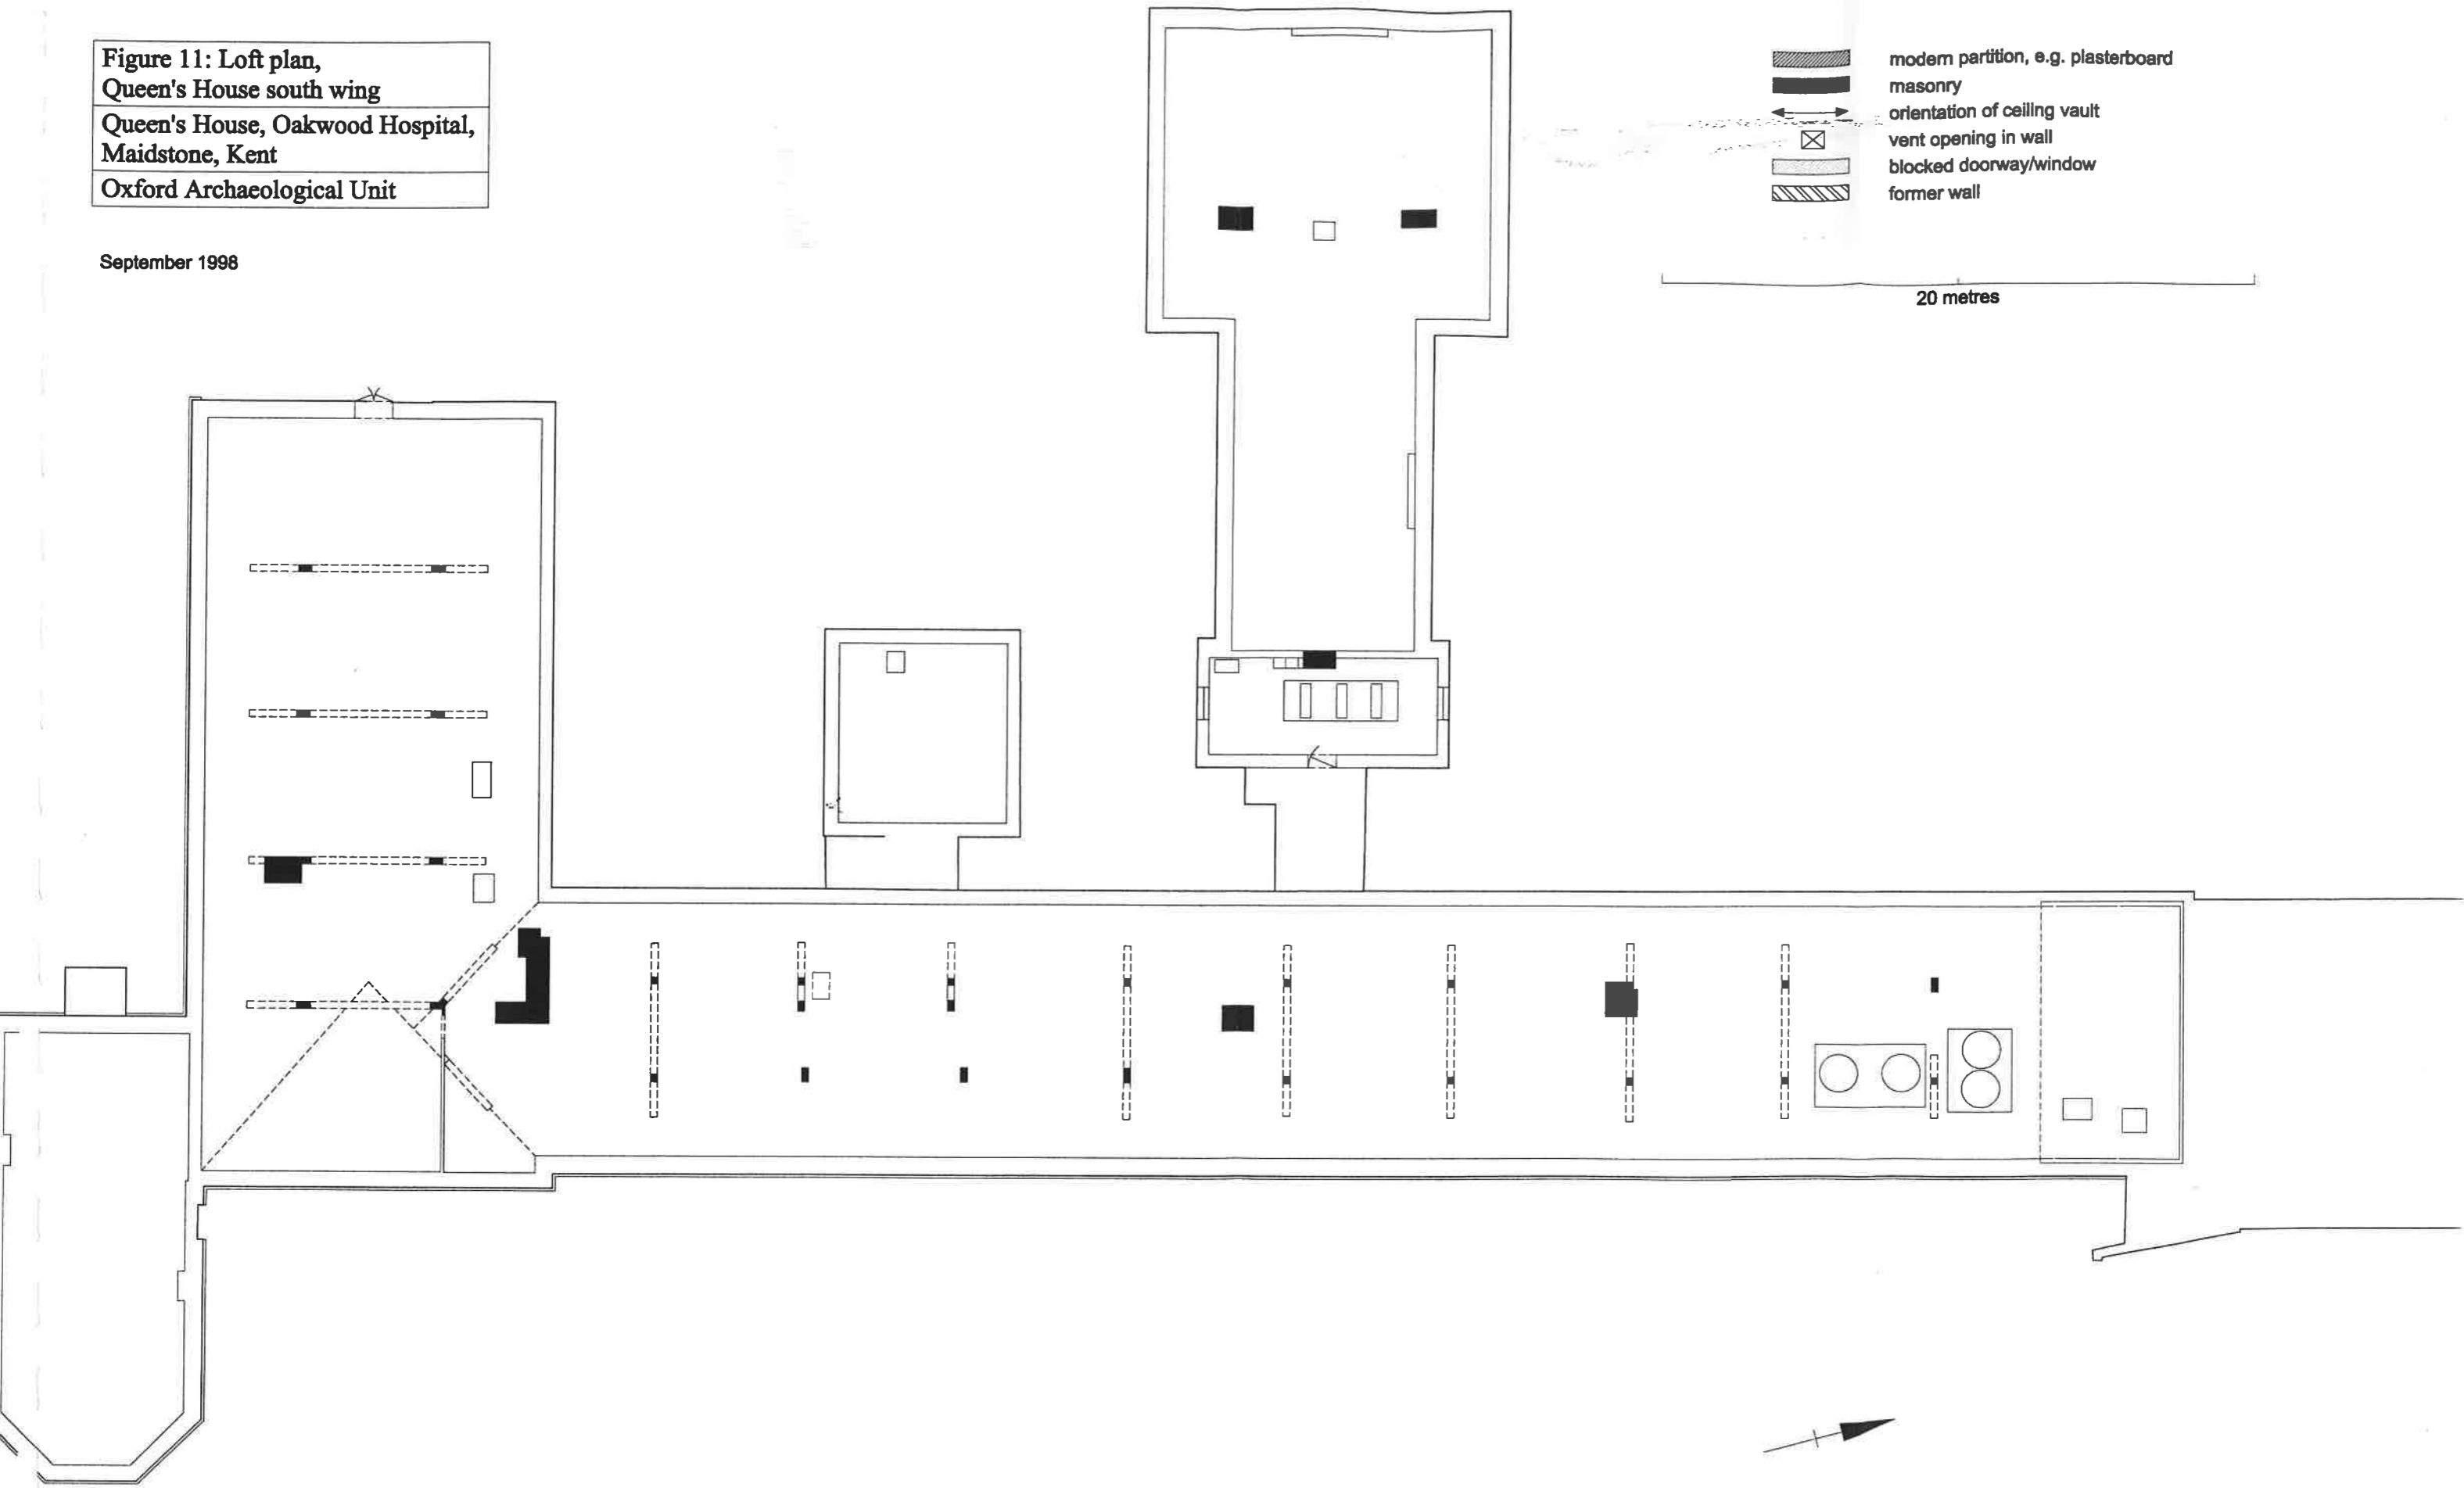 Figure 11: Loft plan,
Queen's House south wing
Queen's House, Oakwood Hospital,
Maidstone, Kent
Oxford Archaeological Unit
September 1998
modern partition, e.g. plasterboard
masonry
orientation of ceiling vault
vent opening in wall
blocked doorway/window
former wall
20 metres